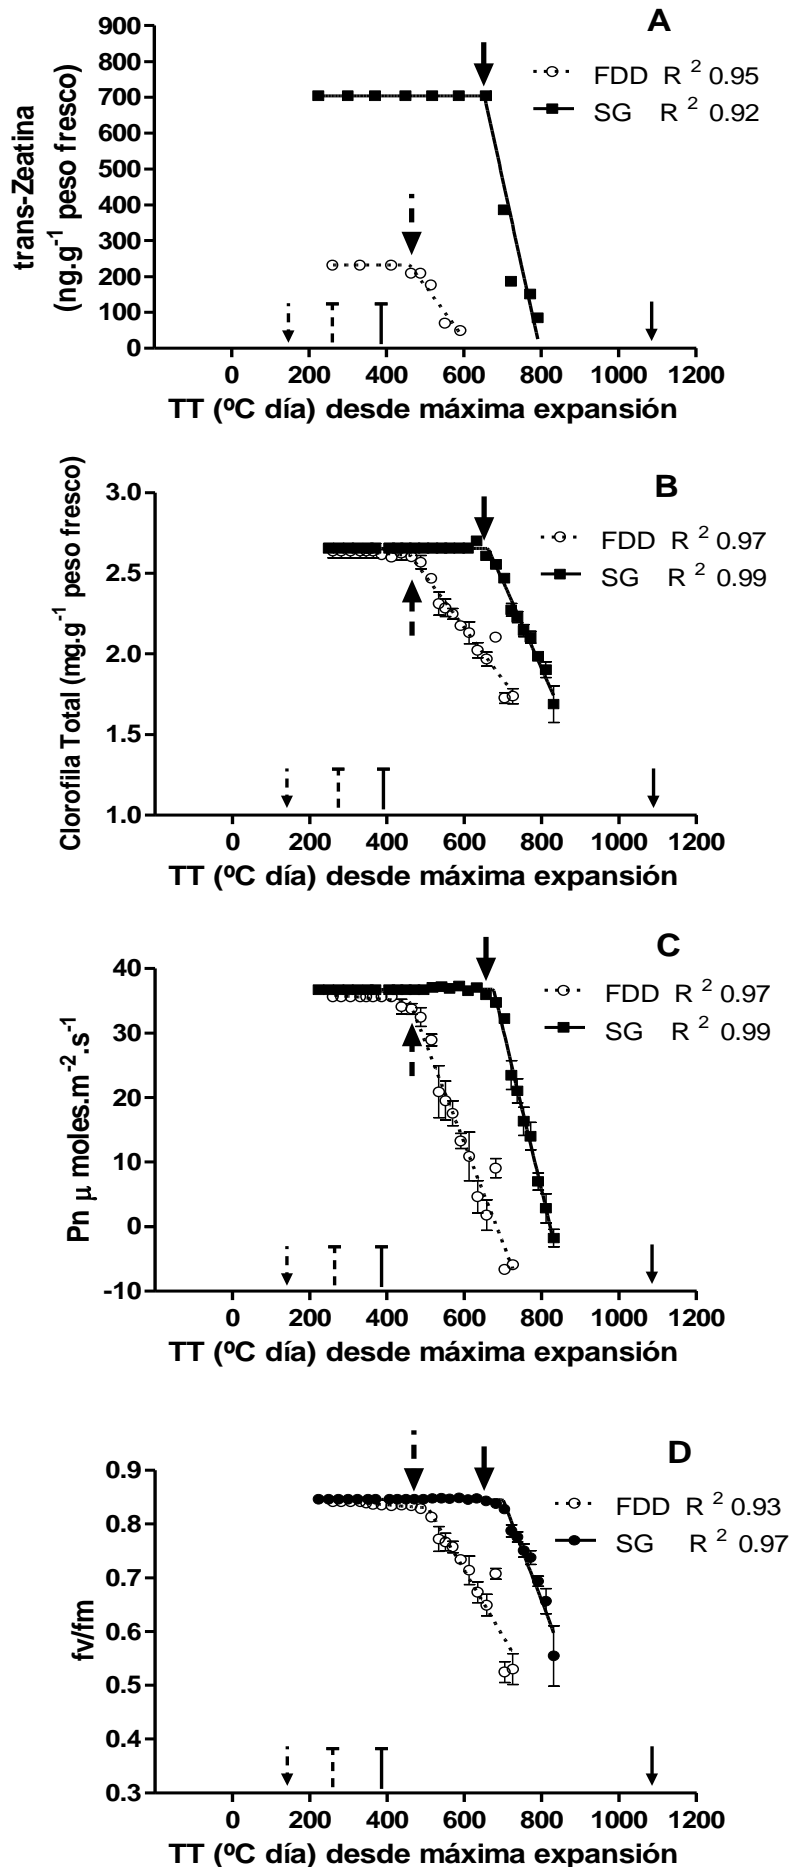 A
trans-Zeatina
(ng.g-1 peso fresco)
900
800
700
600
500
400
300
200
100
0
FDD R 2 0.95
SG R 2 0.92
0 200 400 600 800 1000 1200
TT (ºC día) desde máxima expansión
B
Clorofila Total (mg.g-1 peso fresco)
3.0
2.5
2.0
1.5
1.0
FDD R 2 0.97
SG R 2 0.99
0 200 400 600 800 1000 1200
TT (ºC día) desde máxima expansión
C
Pn μ moles.m-2.s-1
40
30
20
10
0
-10
FDD R 2 0.97
SG R 2 0.99
0 200 400 600 800 1000 1200
TT (ºC día) desde máxima expansión
D
fv/fm
0.9
0.8
0.7
0.6
0.5
0.4
0.3
FDD R 2 0.93
SG R 2 0.97
0 200 400 600 800 1000 1200
TT (ºC día) desde máxima expansión